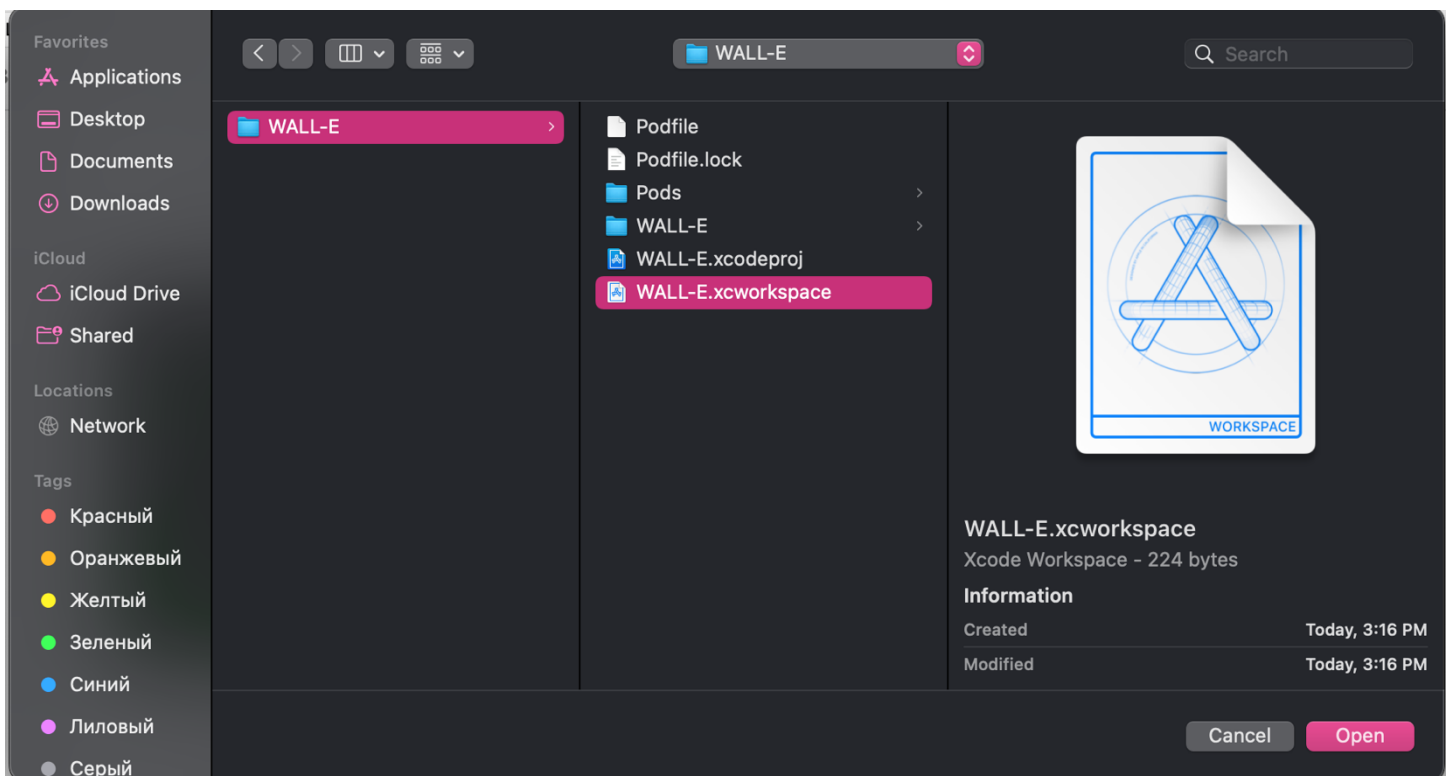 Favorites
Applications
Desktop
Documents
Downloads
iCloud
iCloud Drive
Shared
Locations
Network
Tags
Красный
Оранжевый
Желтый
Зеленый
Синий
Лиловый
Серый
WALL-E
Search
WALL-E
Podfile
Podfile.lock
Pods
WALL-E
WALL-E.xcodeproj
WALL-E.xcworkspace
WORKSPACE
WALL-E.xcworkspace
Xcode Workspace - 224 bytes
Information
Created Today, 3:16 PM
Modified Today, 3:16 PM
Cancel Open